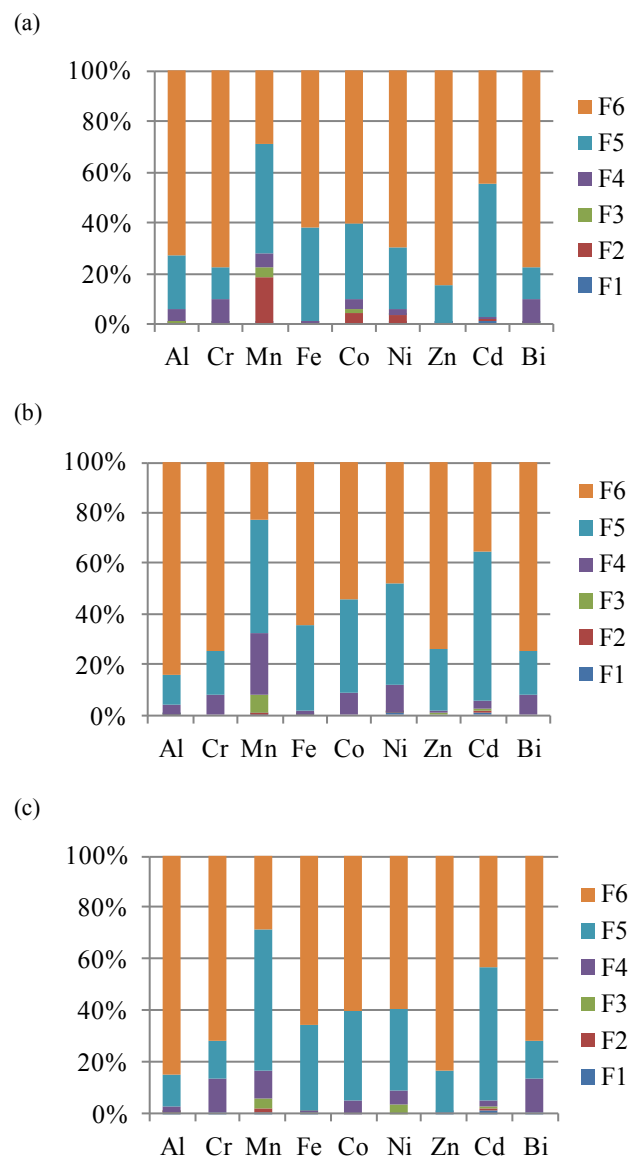 (a)
100%
80%
60%
40%
20%
0%
Al Cr Mn Fe Co Ni Zn Cd Bi
F6
F5
F4
F3
F2
F1
(b)
100%
80%
60%
40%
20%
0%
Al Cr Mn Fe Co Ni Zn Cd Bi
F6
F5
F4
F3
F2
F1
(c)
100%
80%
60%
40%
20%
0%
Al Cr Mn Fe Co Ni Zn Cd Bi
F6
F5
F4
F3
F2
F1